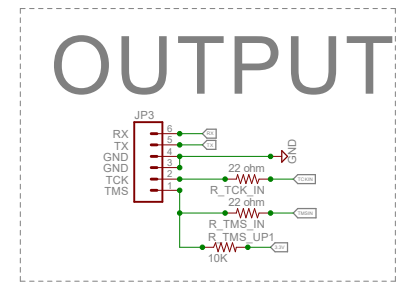 OUTPUT
JP3
RX 6 RX
TX 5 TX
GND 4 GND
GND 3
22 ohm
TCK 2 TCKIN
R_TCK_IN
TMS 1
22 ohm
TMSIN
R_TMS_IN
R_TMS_UP1
3.3V
10K